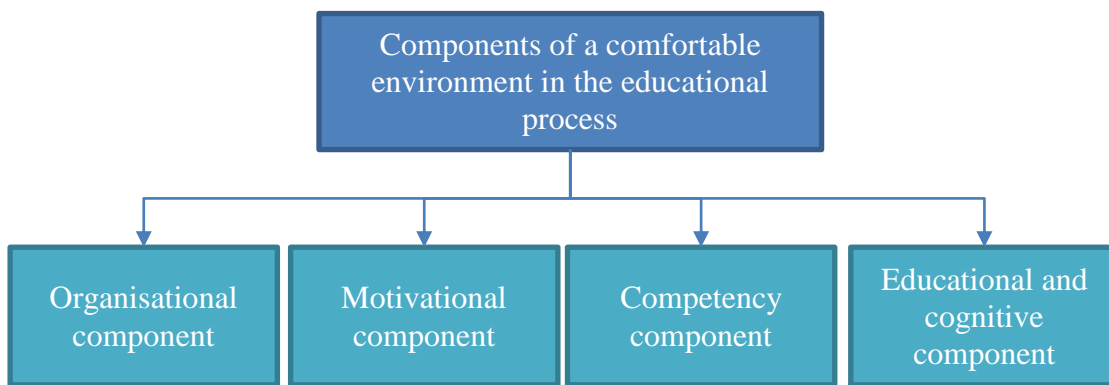 Components of a comfortable
environment in the educational
process
Organisational
component
Motivational
component
Competency
component
Educational and
cognitive
component